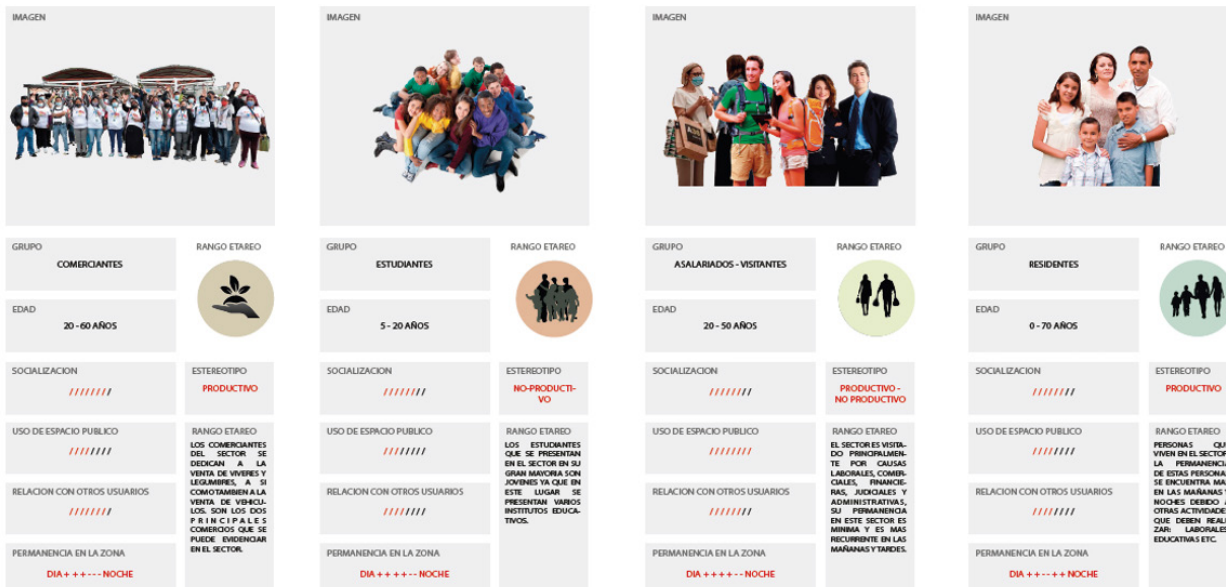 IMAGEN
GRUPO
COMERCIANTES
RANGO ETAREO
EDAD
20 - 60 AÑOS
SOCIALIZACION
////////
ESTEREOTIPO
PRODUCTIVO
USO DE ESPACIO PUBLICO
////////
RANGO ETAREO
LOS COMERCIANTES
DEL SECTOR SE
DEDICAN A LA
VENTA DE VIVERES Y
LEGUMBRES, A SI
COMO TAMBIEN A LA
VENTA DE VEHICU-
LOS. SON LOS DOS
PRINCIPALES
COMERCIOS QUE SE
PUEDE EVIDENCIAR
EN EL SECTOR.
RELACION CON OTROS USUARIOS
////////
PERMANENCIA EN LA ZONA
DIA + + + - - - NOCHE
IMAGEN
GRUPO
ESTUDIANTES
RANGO ETAREO
EDAD
5 - 20 AÑOS
SOCIALIZACION
////////
ESTEREOTIPO
NO-PRODUCTI-
VO
USO DE ESPACIO PUBLICO
////////
RANGO ETAREO
LOS ESTUDIANTES
QUE SE PRESENTAN
EN EL SECTOR EN SU
GRAN MAYORIA SON
JOVENES YA QUE EN
ESTE LUGAR SE
PRESENTAN VARIOS
INSTITUTOS EDUCA-
TIVOS.
RELACION CON OTROS USUARIOS
////////
PERMANENCIA EN LA ZONA
DIA + + + + - - NOCHE
IMAGEN
GRUPO
ASALARIADOS - VISITANTES
RANGO ETAREO
EDAD
20 - 50 AÑOS
SOCIALIZACION
////////
ESTEREOTIPO
PRODUCTIVO -
NO PRODUCTIVO
USO DE ESPACIO PUBLICO
////////
RANGO ETAREO
EL SECTOR ES VISITA-
DO PRINCIPALMEN-
TE POR CAUSAS
LABORALES, COMER-
CIALES, FINANCIE-
RAS, JUDICIALES Y
ADMINISTRATIVAS,
SU PERMANENCIA
EN ESTE SECTOR ES
MINIMA Y ES MAS
RECURRENTE EN LAS
MAÑANAS Y TARDES.
RELACION CON OTROS USUARIOS
////////
PERMANENCIA EN LA ZONA
DIA + + + + - - NOCHE
IMAGEN
GRUPO
RESIDENTES
RANGO ETAREO
EDAD
0 - 70 AÑOS
SOCIALIZACION
////////
ESTEREOTIPO
PRODUCTIVO
USO DE ESPACIO PUBLICO
////////
RANGO ETAREO
PERSONAS QUE
VIVEN EN EL SECTOR,
LA PERMANENCIA
DE ESTAS PERSONAS
SE ENCUENTRA MAS
EN LAS MAÑANAS Y
NOCHES DEBIDO A
OTRAS ACTIVIDADES
QUE DEBEN REALI-
ZAR: LABORALES,
EDUCATIVAS ETC.
RELACION CON OTROS USUARIOS
////////
PERMANENCIA EN LA ZONA
DIA + + - - + + NOCHE